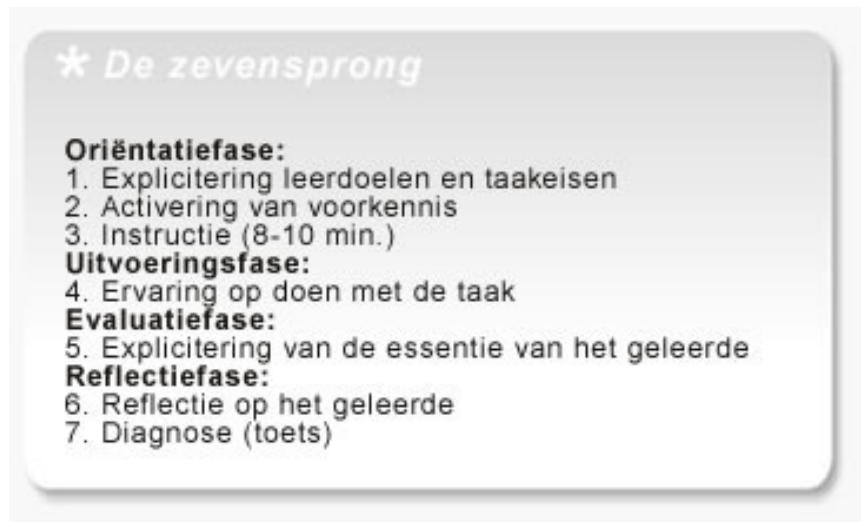 * De zevensprong
Oriëntatiefase:
1. Explicitering leerdoelen en taakeisen
2. Activering van voorkennis
3. Instructie (8-10 min.)
Uitvoeringsfase:
4. Ervaring op doen met de taak
Evaluatiefase:
5. Explicitering van de essentie van het geleerde
Reflectiefase:
6. Reflectie op het geleerde
7. Diagnose (toets)